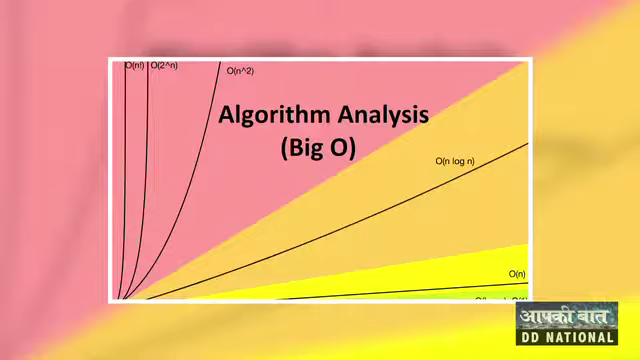 O(n!) O(2^n)
O(n^2)
Algorithm Analysis
(Big O)
O(n log n)
O(n)
आपकी बात
DD NATIONAL